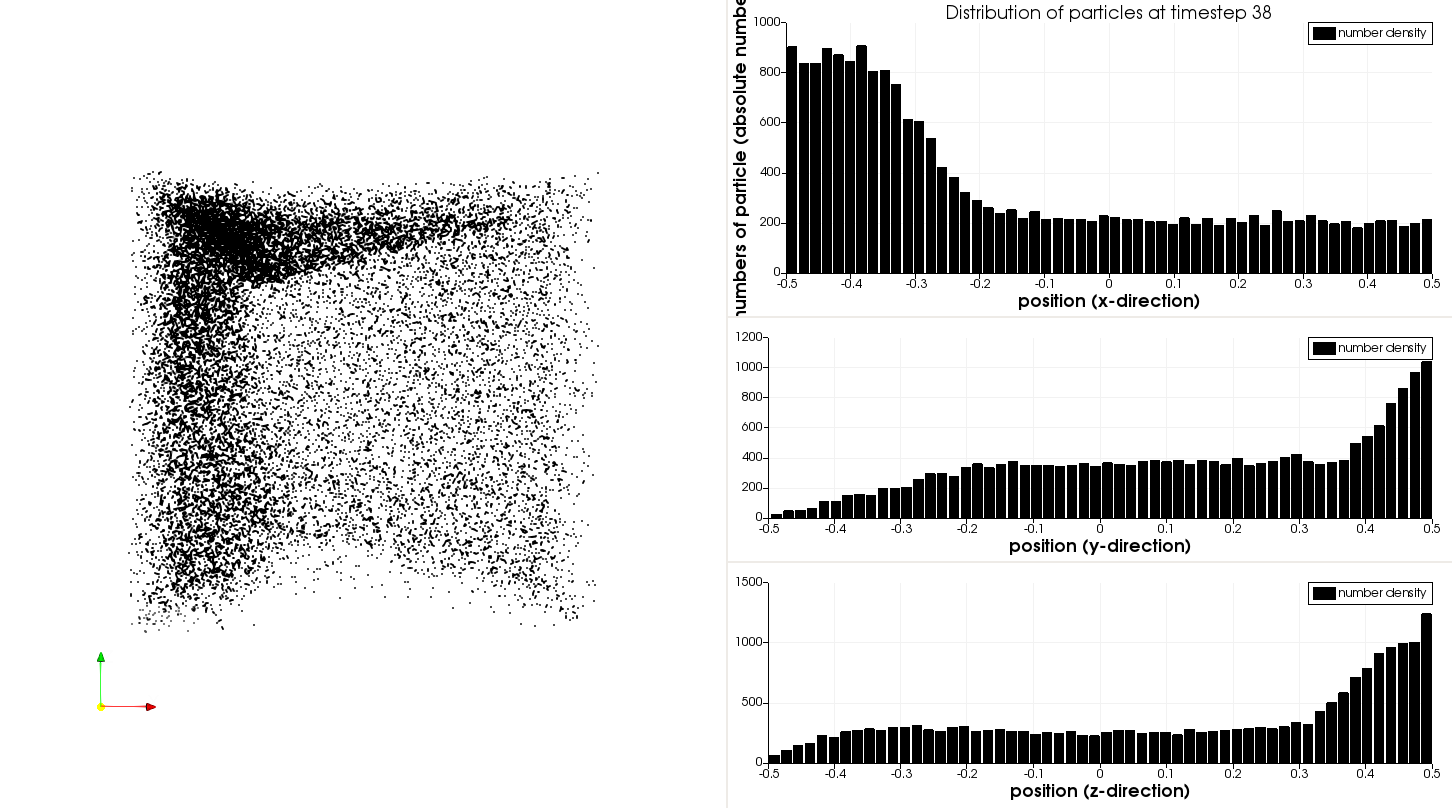 Distribution of particles at timestep 38
number density
numbers of particle (absolute numbe
1000
800
600
400
200
0
-0.5 -0.4 -0.3 -0.2 -0.1 0 0.1 0.2 0.3 0.4 0.5
position (x-direction)
number density
1200
1000
800
600
400
200
0
-0.5 -0.4 -0.3 -0.2 -0.1 0 0.1 0.2 0.3 0.4 0.5
position (y-direction)
number density
1500
1000
500
0
-0.5 -0.4 -0.3 -0.2 -0.1 0 0.1 0.2 0.3 0.4 0.5
position (z-direction)